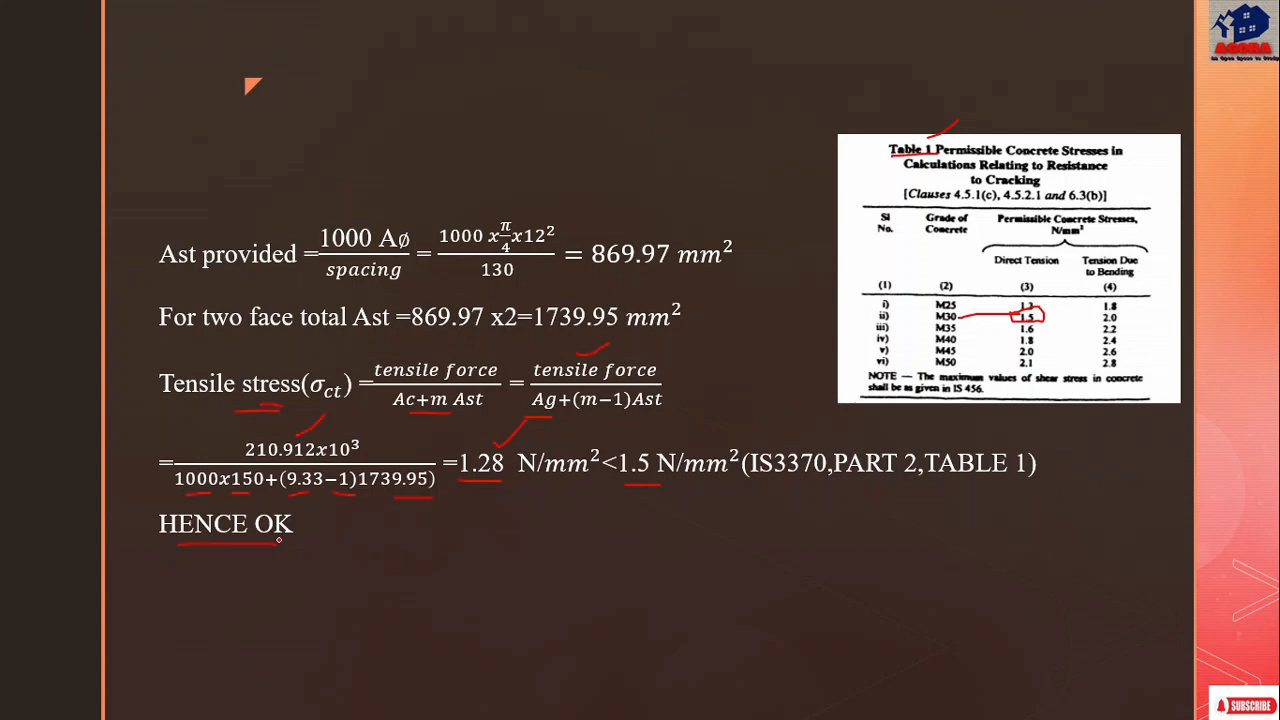 AGORA
Table 1 Permissible Concrete Stresses in
Calculations Relating to Resistance
to Cracking
[Clauses 4.5.1(c), 4.5.2.1 and 6.3(b)]
Sl No. Grade of Concrete Permissible Concrete Stresses, N/mm²
Direct Tension Tension Due to Bending
(1) (2) (3) (4)
i) M25 1.3 1.8
ii) M30 1.5 2.0
iii) M35 1.6 2.2
iv) M40 1.8 2.4
v) M45 2.0 2.6
vi) M50 2.1 2.8
NOTE — The maximum values of shear stress in concrete
shall be as given in IS 456.
Ast provided = 1000 Aø / spacing = 1000 x π/4 x12² / 130 = 869.97 mm²
For two face total Ast =869.97 x2=1739.95 mm²
Tensile stress(σct) = tensile force / Ac+m Ast = tensile force / Ag+(m−1)Ast
= 210.912x10³ / 1000x150+(9.33−1)1739.95) =1.28 N/mm²<1.5 N/mm²(IS3370,PART 2,TABLE 1)
HENCE OK
SUBSCRIBE